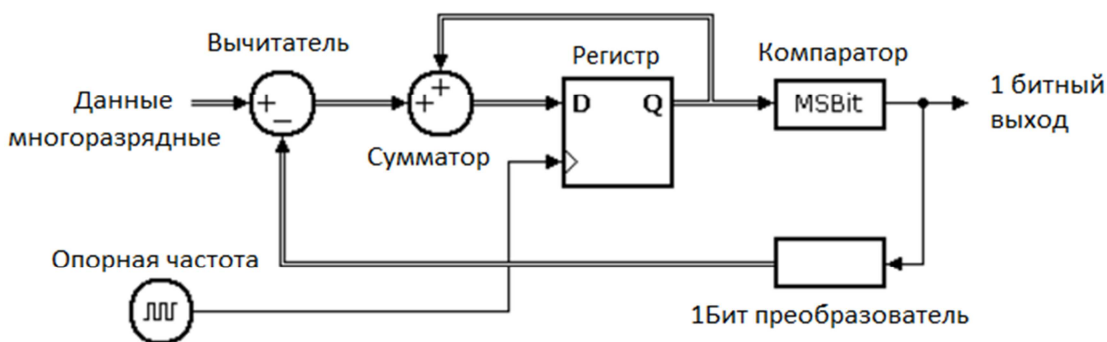 Вычитатель
Регистр
Компаратор
Данные
многоразрядные
+
−
+
+
Сумматор
D Q
MSBit
1 битный
выход
Опорная частота
1Бит преобразователь